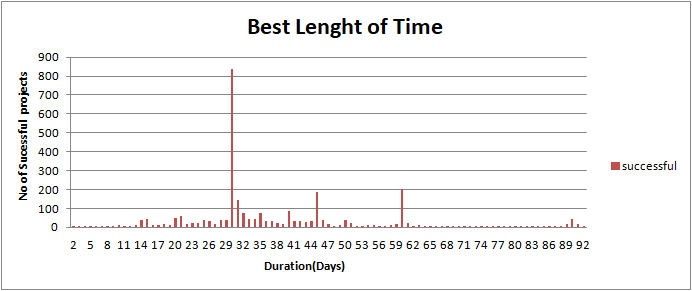 Best Lenght of Time
900
800
700
600
500
400
300
200
100
0
No of Sucessful projects
2 5 8 11 14 17 20 23 26 29 32 35 38 41 44 47 50 53 56 59 62 65 68 71 74 77 80 83 86 89 92
Duration(Days)
successful